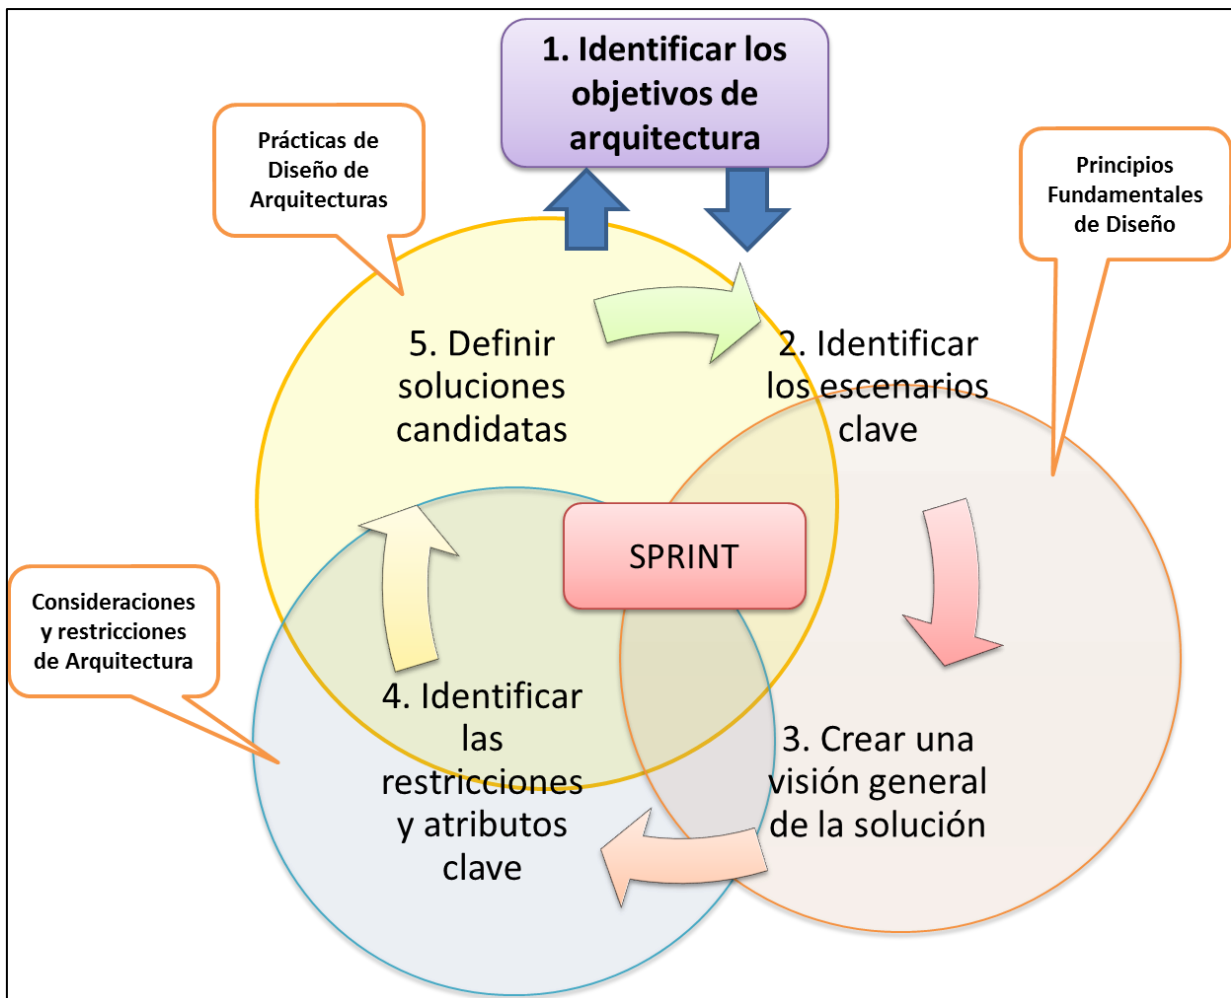 1. Identificar los
objetivos de
arquitectura
Prácticas de
Diseño de
Arquitecturas
Principios
Fundamentales
de Diseño
5. Definir
soluciones
candidatas
2. Identificar
los escenarios
clave
SPRINT
Consideraciones
y restricciones
de Arquitectura
4. Identificar
las
restricciones
y atributos
clave
3. Crear una
visión general
de la solución